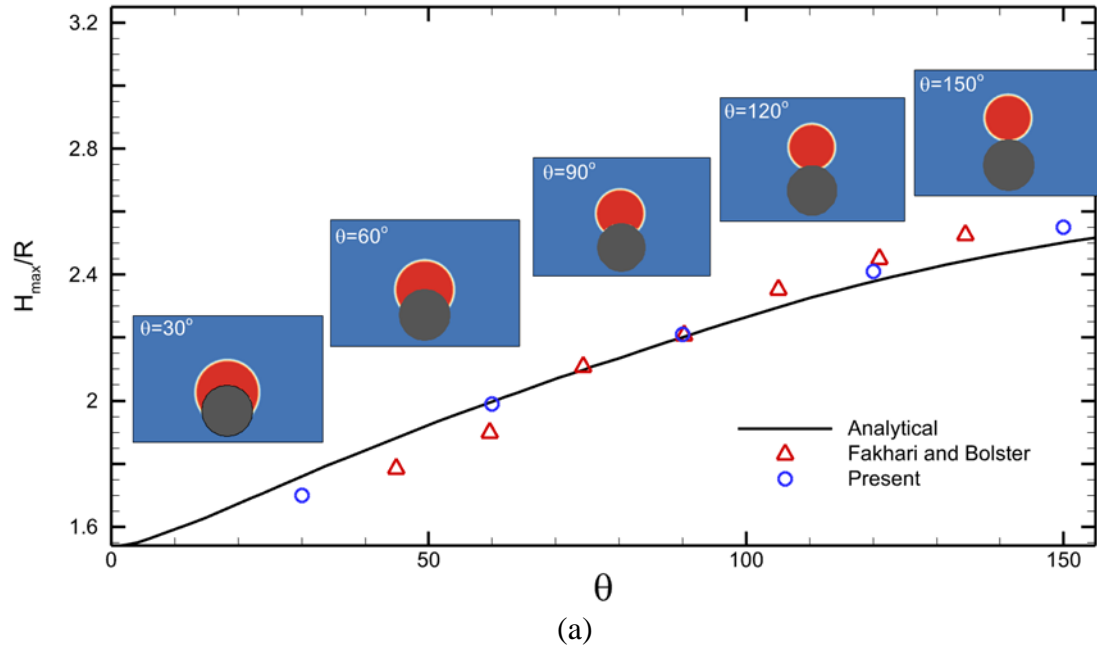 3.2
2.8
2.4
2
1.6
H_max/R
θ=30°
θ=60°
θ=90°
θ=120°
θ=150°
Analytical
Fakhari and Bolster
Present
0
50
100
150
θ
(a)